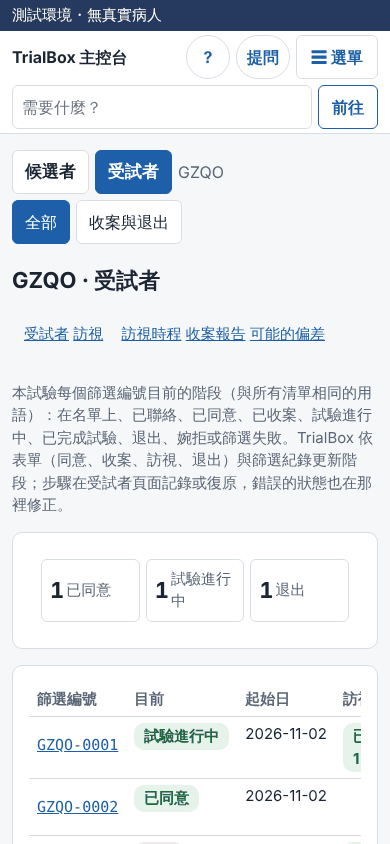 測試環境・無真實病人
TrialBox 主控台
?
提問
☰ 選單
需要什麼？
前往
候選者
受試者
GZQO
全部
收案與退出
GZQO · 受試者
受試者 訪視 訪視時程 收案報告 可能的偏差
本試驗每個篩選編號目前的階段（與所有清單相同的用
語）：在名單上、已聯絡、已同意、已收案、試驗進行
中、已完成試驗、退出、婉拒或篩選失敗。TrialBox 依
表單（同意、收案、訪視、退出）與篩選紀錄更新階
段；步驟在受試者頁面記錄或復原，錯誤的狀態也在那
裡修正。
1 已同意
1 試驗進行
中
1 退出
篩選編號 目前 起始日
GZQO-0001 試驗進行中 2026-11-02
GZQO-0002 已同意 2026-11-02